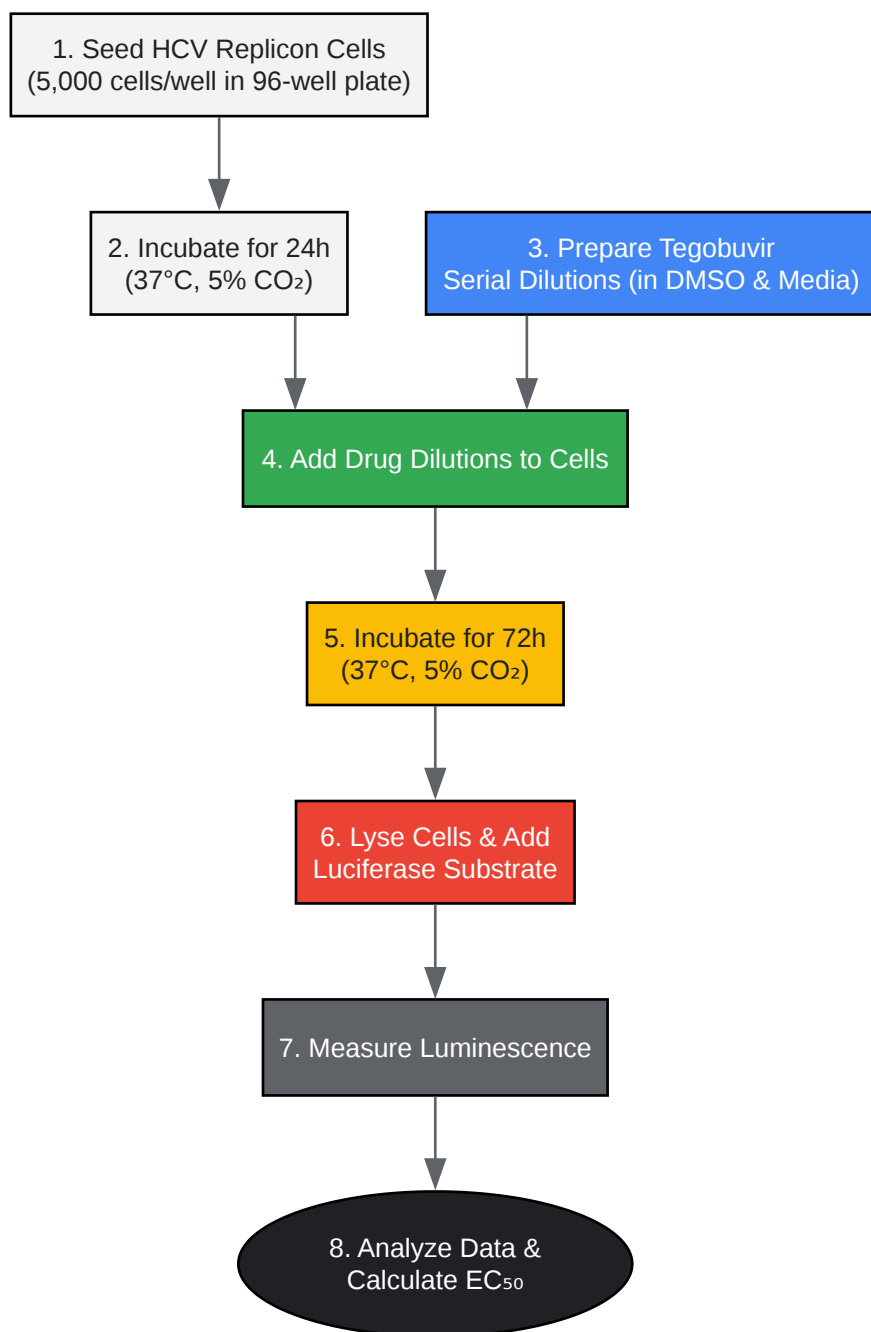 1. Seed HCV Replicon Cells
(5,000 cells/well in 96-well plate)
2. Incubate for 24h
(37°C, 5% CO₂)
3. Prepare Tegobuvir
Serial Dilutions (in DMSO & Media)
4. Add Drug Dilutions to Cells
5. Incubate for 72h
(37°C, 5% CO₂)
6. Lyse Cells & Add
Luciferase Substrate
7. Measure Luminescence
8. Analyze Data &
Calculate EC₅₀